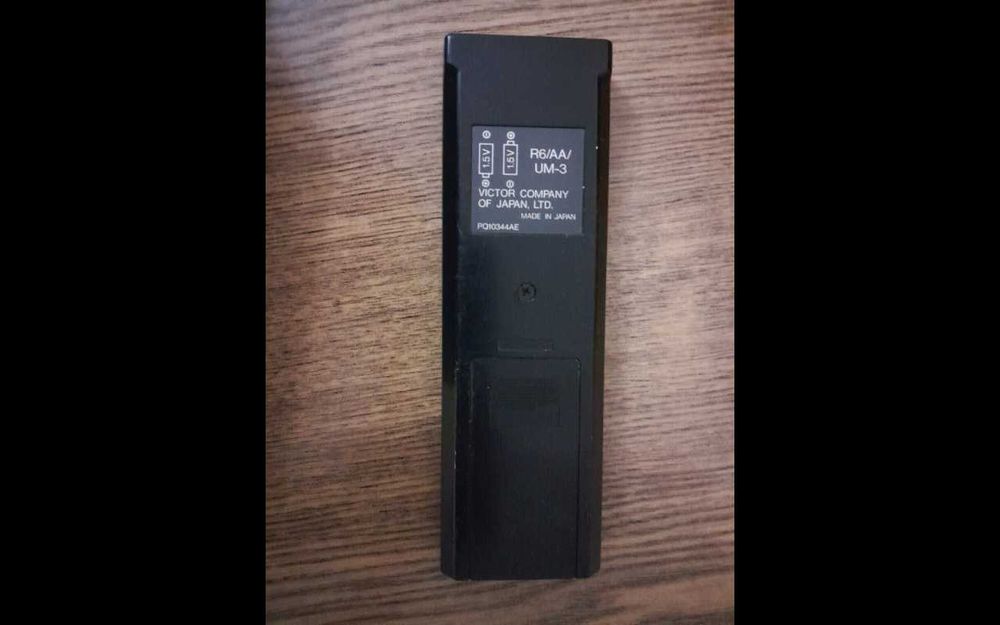 1.5V 1.5V R6/AA/
UM-3
VICTOR COMPANY
OF JAPAN, LTD.
MADE IN JAPAN
PQ10344AE